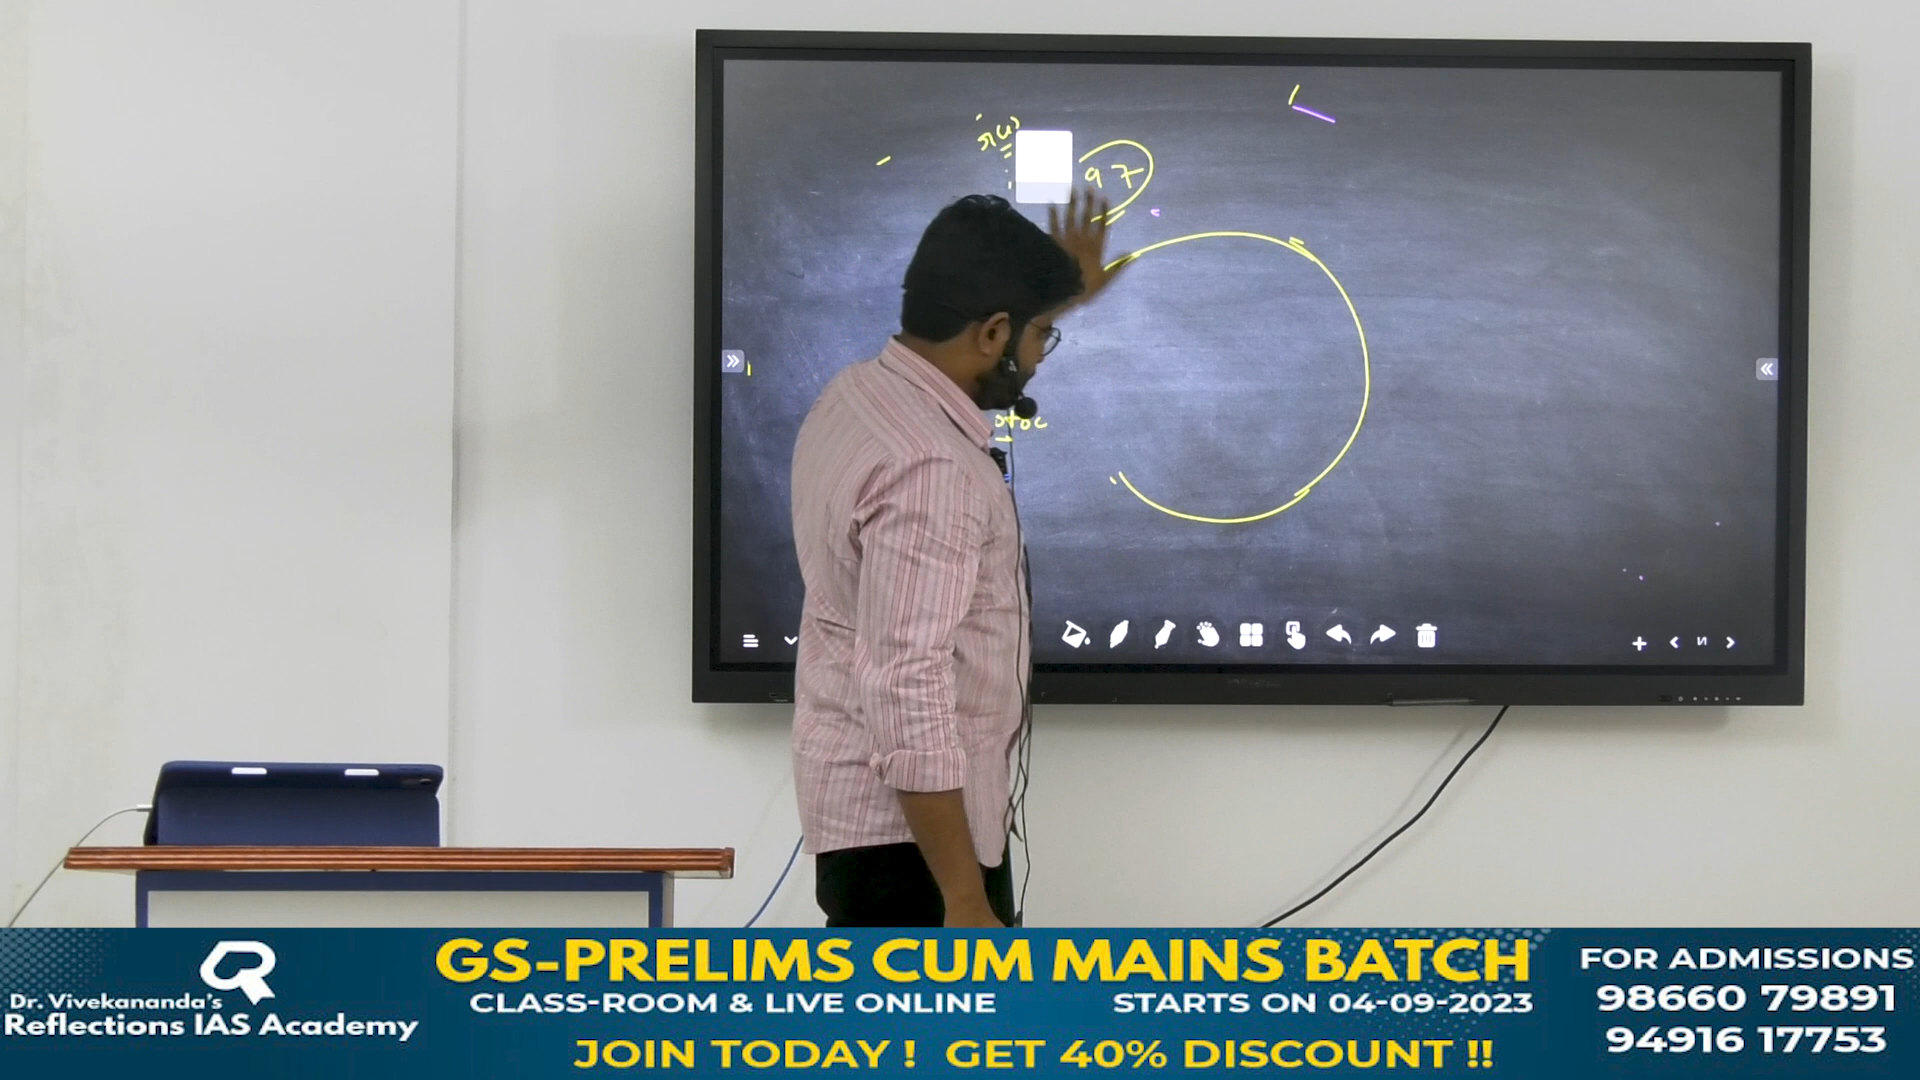 97
Dr. Vivekananda's
Reflections IAS Academy
GS-PRELIMS CUM MAINS BATCH
CLASS-ROOM & LIVE ONLINE STARTS ON 04-09-2023
JOIN TODAY ! GET 40% DISCOUNT !!
FOR ADMISSIONS
98660 79891
94916 17753